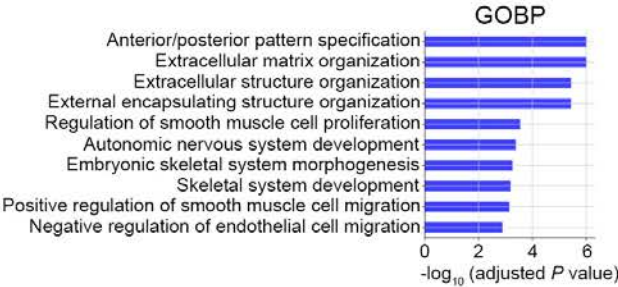 GOBP
Anterior/posterior pattern specification
Extracellular matrix organization
Extracellular structure organization
External encapsulating structure organization
Regulation of smooth muscle cell proliferation
Autonomic nervous system development
Embryonic skeletal system morphogenesis
Skeletal system development
Positive regulation of smooth muscle cell migration
Negative regulation of endothelial cell migration
0 2 4 6
-log₁₀ (adjusted P value)